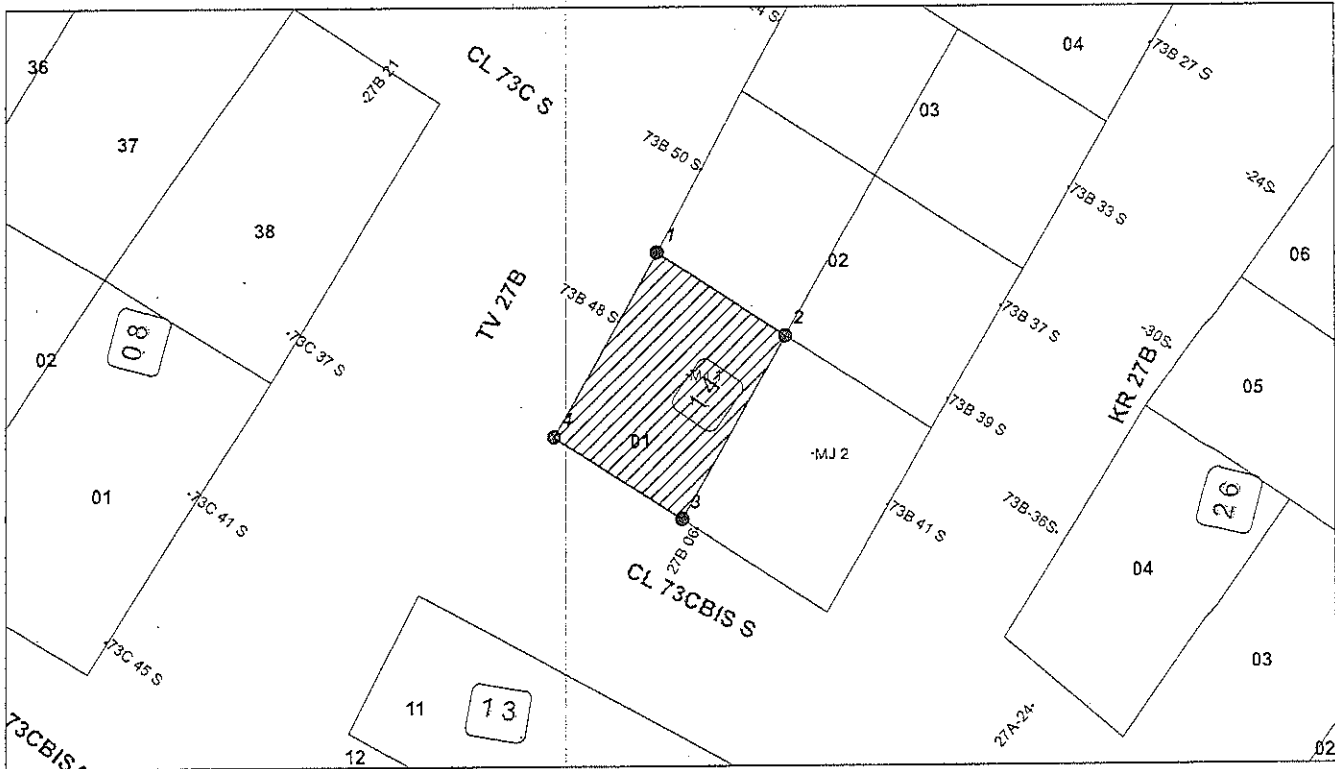 24 S
04
36
-27B 21
CL 73C S
-73B 27 S
03
37
73B 50 S
-24S-
-73B 33 S
38
1
06
02
TV 27B
73B 48 S
2
-73B 37 S
-30S-
08
-73C 37 S
02
KR 27B
05
-73B 39 S
4
01
-MJ 2
01
-73C 41 S
3
73B-36S-
26
-73B 41 S
27B 06
04
CL 73CBIS S
-73C 45 S
03
11
13
27A-24-
73CBIS
12
02